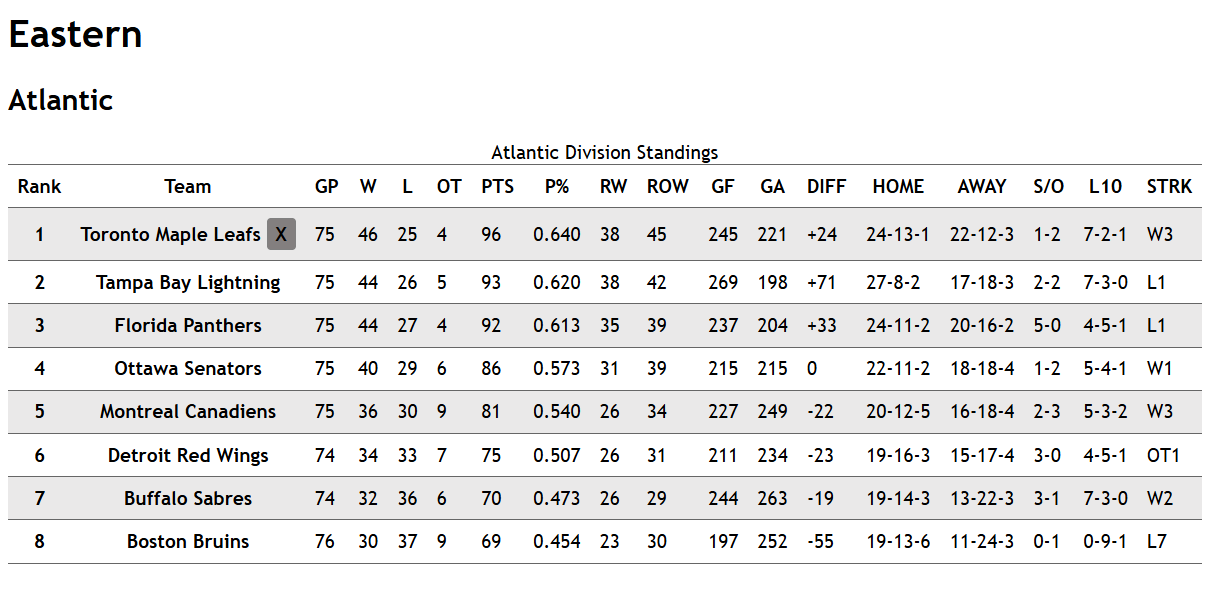 Eastern
Atlantic
Atlantic Division Standings
Rank Team GP W L OT PTS P% RW ROW GF GA DIFF HOME AWAY S/O L10 STRK
1 Toronto Maple Leafs X 75 46 25 4 96 0.640 38 45 245 221 +24 24-13-1 22-12-3 1-2 7-2-1 W3
2 Tampa Bay Lightning 75 44 26 5 93 0.620 38 42 269 198 +71 27-8-2 17-18-3 2-2 7-3-0 L1
3 Florida Panthers 75 44 27 4 92 0.613 35 39 237 204 +33 24-11-2 20-16-2 5-0 4-5-1 L1
4 Ottawa Senators 75 40 29 6 86 0.573 31 39 215 215 0 22-11-2 18-18-4 1-2 5-4-1 W1
5 Montreal Canadiens 75 36 30 9 81 0.540 26 34 227 249 -22 20-12-5 16-18-4 2-3 5-3-2 W3
6 Detroit Red Wings 74 34 33 7 75 0.507 26 31 211 234 -23 19-16-3 15-17-4 3-0 4-5-1 OT1
7 Buffalo Sabres 74 32 36 6 70 0.473 26 29 244 263 -19 19-14-3 13-22-3 3-1 7-3-0 W2
8 Boston Bruins 76 30 37 9 69 0.454 23 30 197 252 -55 19-13-6 11-24-3 0-1 0-9-1 L7